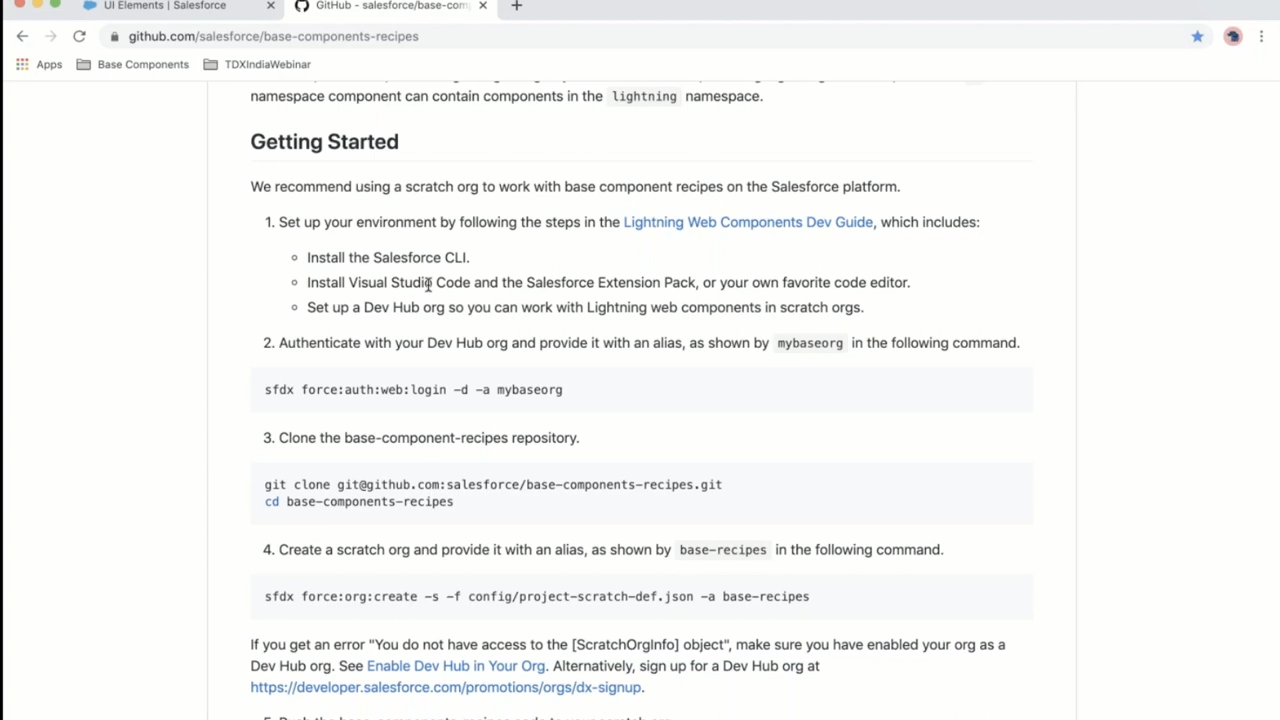 UI Elements | Salesforce
GitHub - salesforce/base-com
github.com/salesforce/base-components-recipes
Apps Base Components TDXIndiaWebinar
namespace component can contain components in the lightning namespace.
Getting Started
We recommend using a scratch org to work with base component recipes on the Salesforce platform.
1. Set up your environment by following the steps in the Lightning Web Components Dev Guide, which includes:
Install the Salesforce CLI.
Install Visual Studio Code and the Salesforce Extension Pack, or your own favorite code editor.
Set up a Dev Hub org so you can work with Lightning web components in scratch orgs.
2. Authenticate with your Dev Hub org and provide it with an alias, as shown by mybaseorg in the following command.
sfdx force:auth:web:login -d -a mybaseorg
3. Clone the base-component-recipes repository.
git clone git@github.com:salesforce/base-components-recipes.git
cd base-components-recipes
4. Create a scratch org and provide it with an alias, as shown by base-recipes in the following command.
sfdx force:org:create -s -f config/project-scratch-def.json -a base-recipes
If you get an error "You do not have access to the [ScratchOrgInfo] object", make sure you have enabled your org as a
Dev Hub org. See Enable Dev Hub in Your Org. Alternatively, sign up for a Dev Hub org at
https://developer.salesforce.com/promotions/orgs/dx-signup.
5. Push the base-components-recipes code to your scratch org.